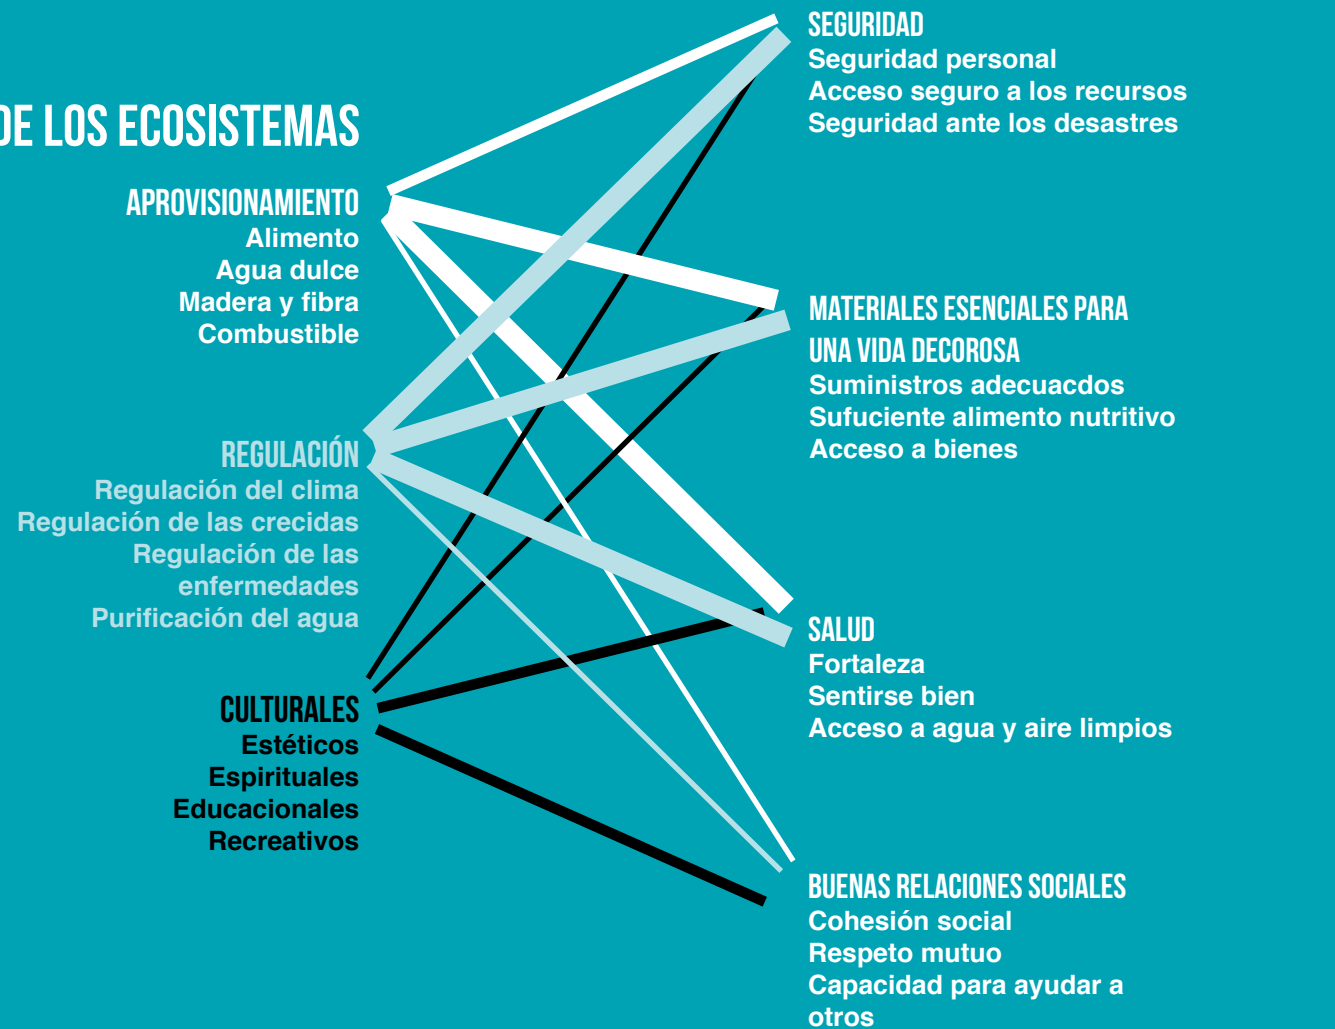 DE LOS ECOSISTEMAS
APROVISIONAMIENTO
Alimento
Agua dulce
Madera y fibra
Combustible
REGULACIÓN
Regulación del clima
Regulación de las crecidas
Regulación de las
enfermedades
Purificación del agua
CULTURALES
Estéticos
Espirituales
Educacionales
Recreativos
SEGURIDAD
Seguridad personal
Acceso seguro a los recursos
Seguridad ante los desastres
MATERIALES ESENCIALES PARA
UNA VIDA DECOROSA
Suministros adecuacdos
Sufuciente alimento nutritivo
Acceso a bienes
SALUD
Fortaleza
Sentirse bien
Acceso a agua y aire limpios
BUENAS RELACIONES SOCIALES
Cohesión social
Respeto mutuo
Capacidad para ayudar a
otros